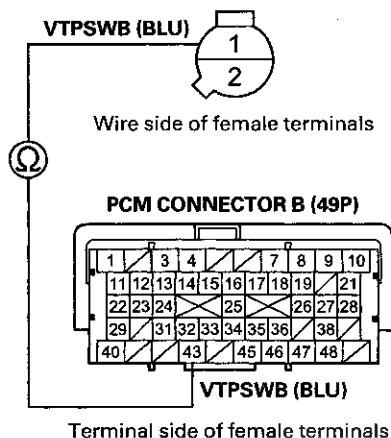 VTPSWB (BLU)
1
2
Wire side of female terminals
Ω
PCM CONNECTOR B (49P)
1 3 4 7 8 9 10
11 12 13 14 15 16 17 18 19 21
22 23 24 25 26 27 28
29 31 32 33 34 35 36 38
40 43 45 46 47 48
VTPSWB (BLU)
Terminal side of female terminals